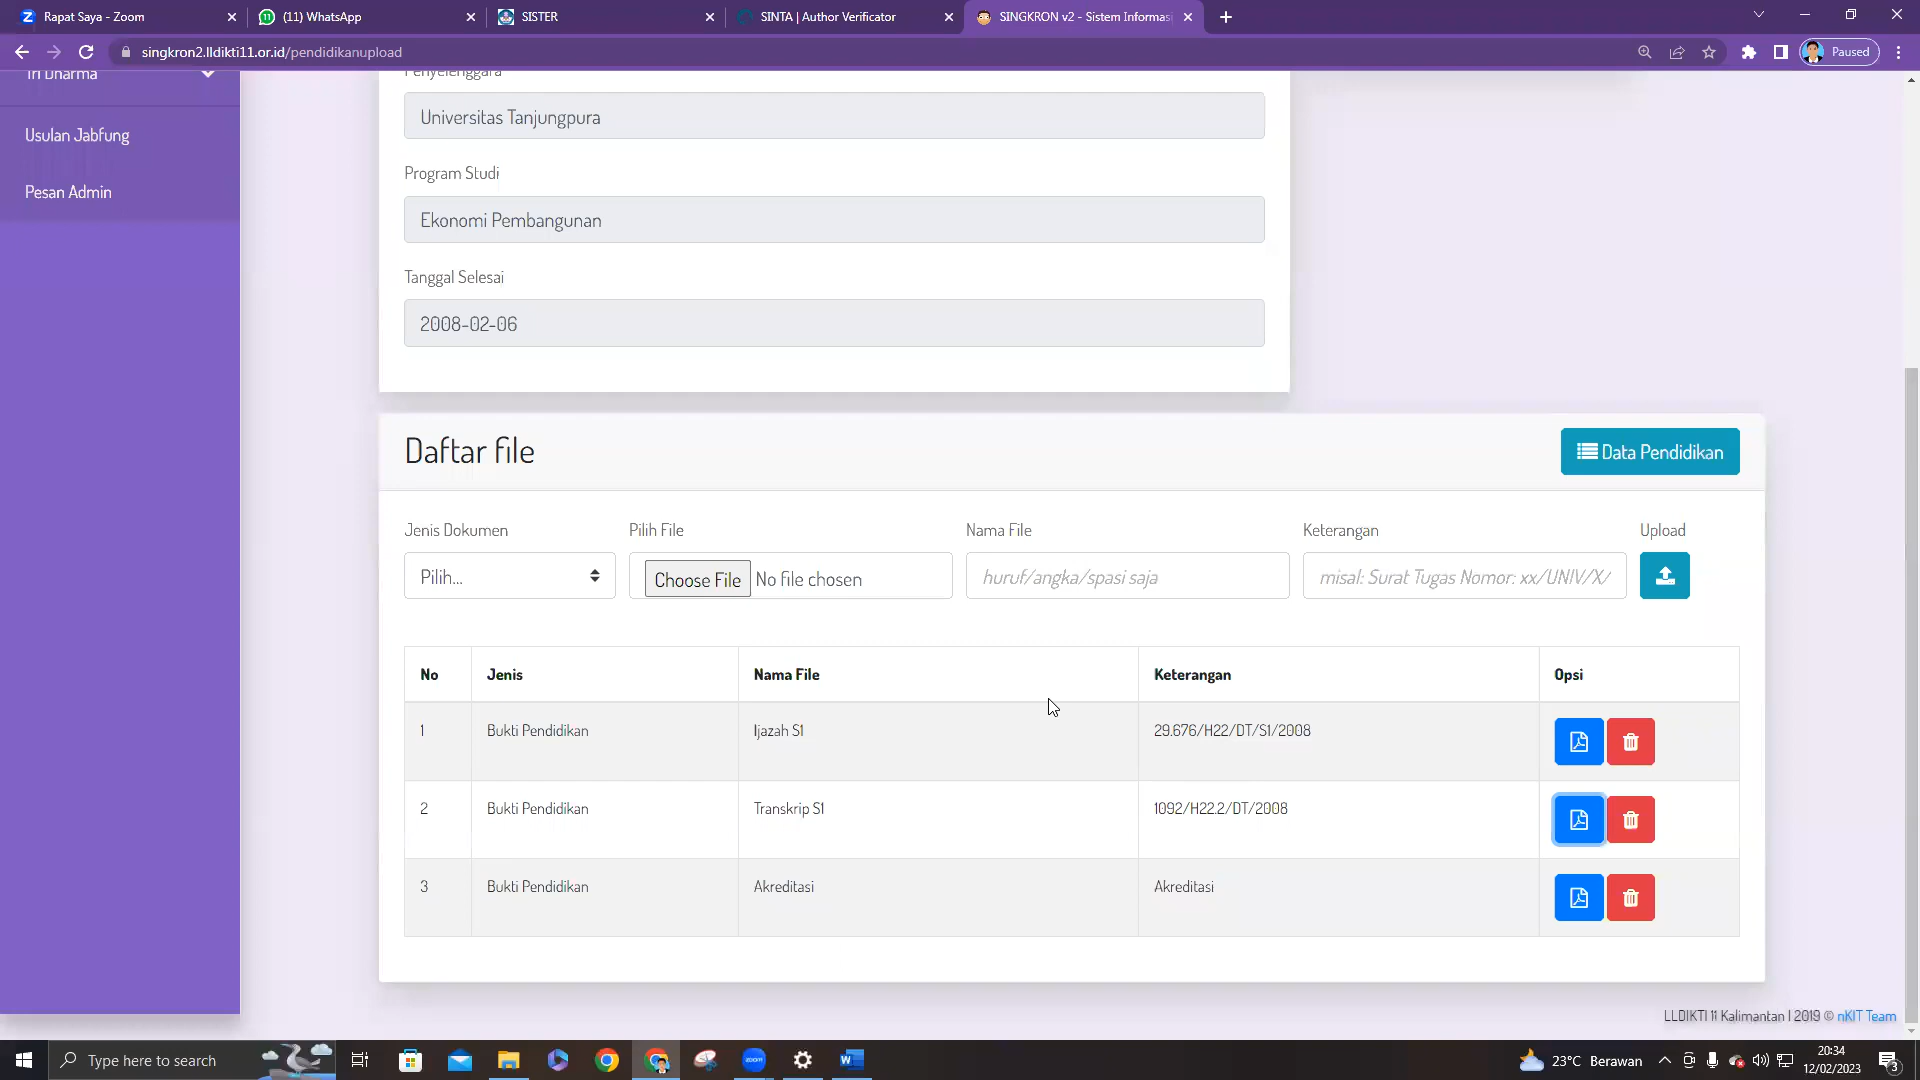 Rapat Saya - Zoom
(11) WhatsApp
SISTER
SINTA | Author Verificator
SINGKRON v2 - Sistem Informasi
singkron2.lldikti11.or.id/pendidikanupload
Paused
Tri Dharma
Usulan Jabfung
Pesan Admin
Penyelenggara
Universitas Tanjungpura
Program Studi
Ekonomi Pembangunan
Tanggal Selesai
2008-02-06
Daftar file
Data Pendidikan
Jenis Dokumen Pilih File Nama File Keterangan Upload
Pilih... Choose File No file chosen huruf/angka/spasi saja misal: Surat Tugas Nomor: xx/UNIV/X/
No Jenis Nama File Keterangan Opsi
1 Bukti Pendidikan Ijazah S1 29.676/H22/DT/S1/2008
2 Bukti Pendidikan Transkrip S1 1092/H22.2/DT/2008
3 Bukti Pendidikan Akreditasi Akreditasi
LLDIKTI 11 Kalimantan | 2019 © nKIT Team
Type here to search
zoom
23°C Berawan
20:34
12/02/2023
3